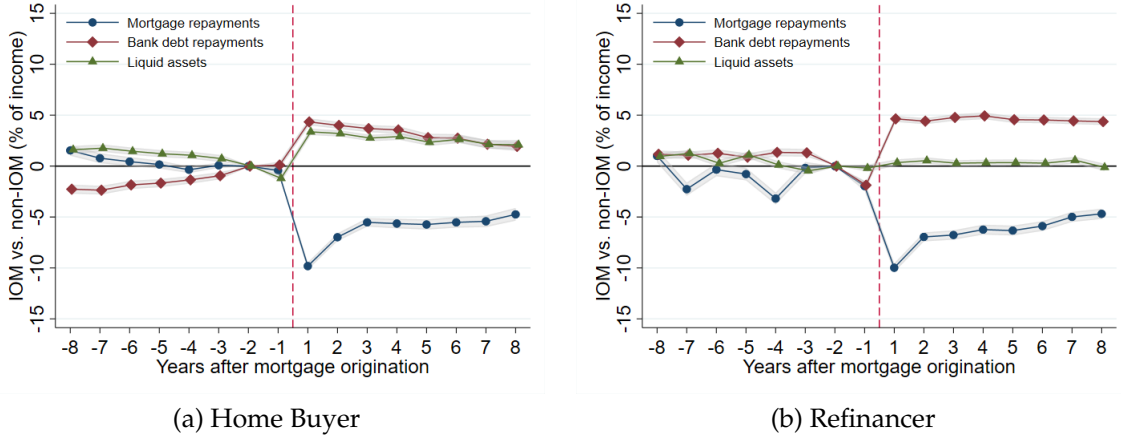 IOM vs. non-IOM (% of income)
15
10
5
0
-5
-10
-15
Mortgage repayments
Bank debt repayments
Liquid assets
-8 -7 -6 -5 -4 -3 -2 -1 1 2 3 4 5 6 7 8
Years after mortgage origination
(a) Home Buyer
IOM vs. non-IOM (% of income)
15
10
5
0
-5
-10
-15
Mortgage repayments
Bank debt repayments
Liquid assets
-8 -7 -6 -5 -4 -3 -2 -1 1 2 3 4 5 6 7 8
Years after mortgage origination
(b) Refinancer